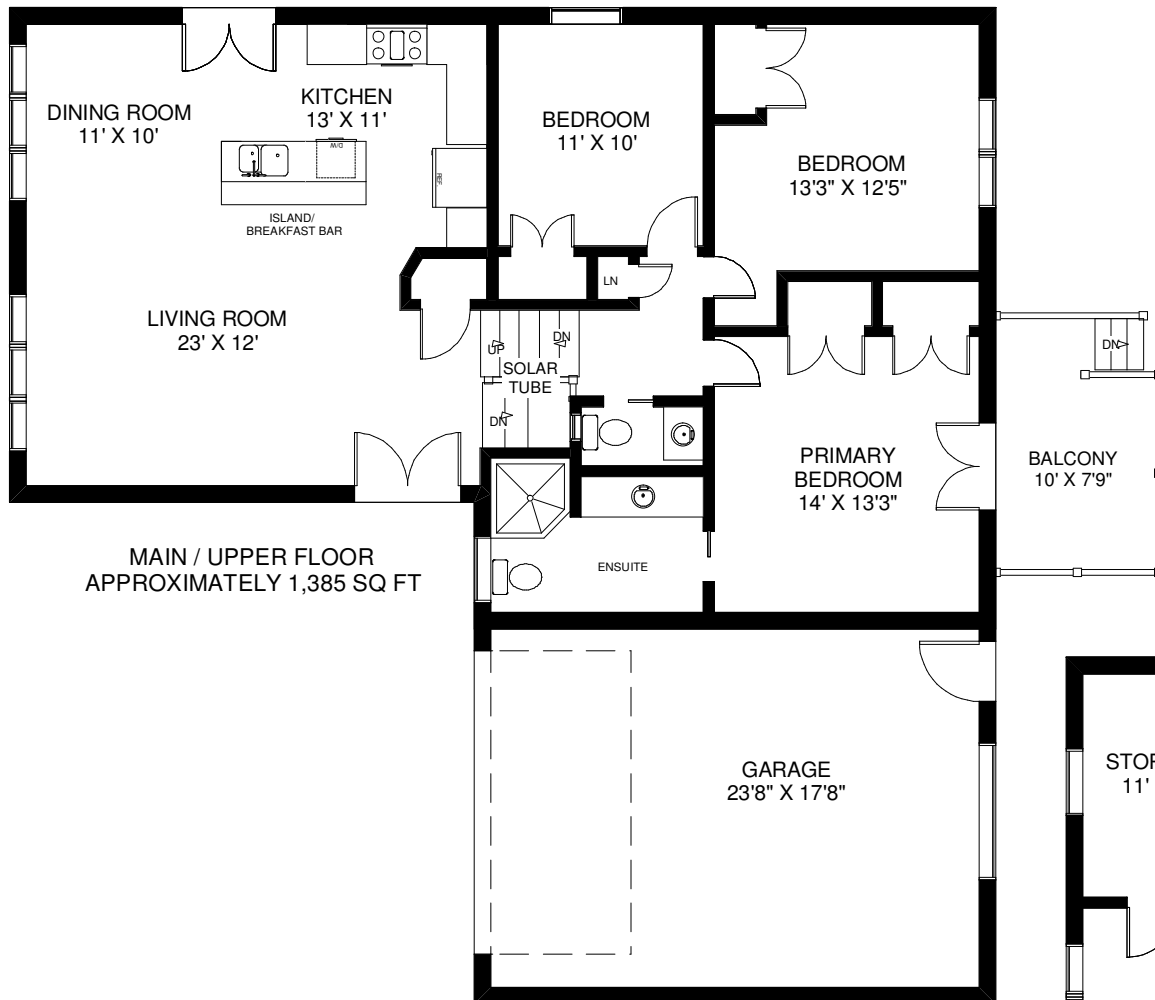 DINING ROOM
11' X 10'
KITCHEN
13' X 11'
D/W
REF.
ISLAND/
BREAKFAST BAR
BEDROOM
11' X 10'
BEDROOM
13'3" X 12'5"
LN
LIVING ROOM
23' X 12'
UP
DN
SOLAR
TUBE
DN
DN
PRIMARY
BEDROOM
14' X 13'3"
BALCONY
10' X 7'9"
MAIN / UPPER FLOOR
APPROXIMATELY 1,385 SQ FT
ENSUITE
GARAGE
23'8" X 17'8"
11'